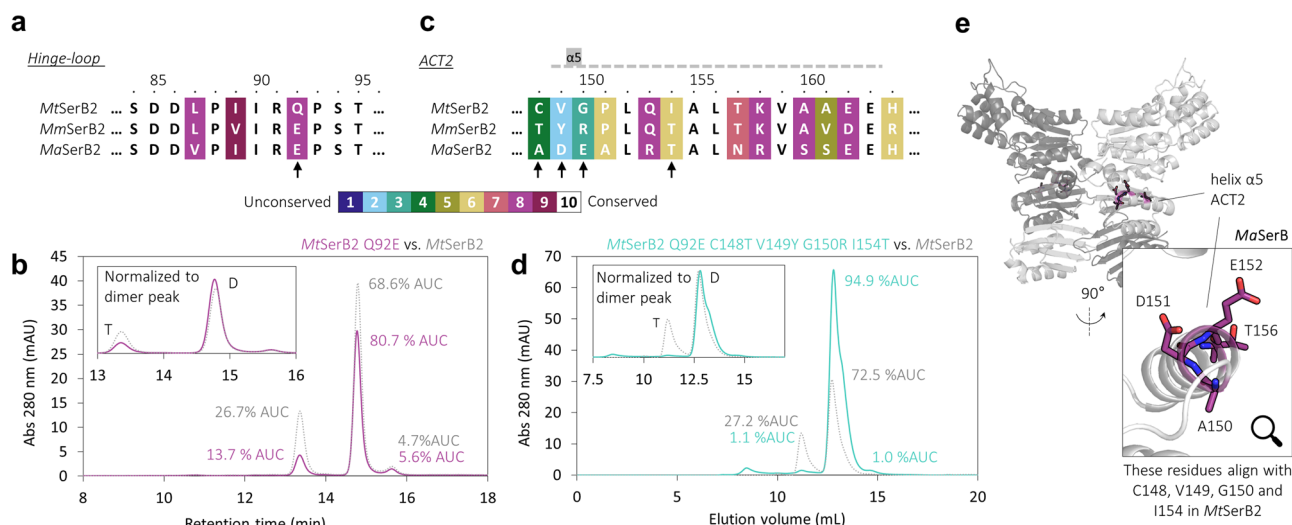 a
Hinge-loop
85 90 95
MtSerB2 ... S D D L P I I R Q P S T ...
MmSerB2 ... S D D L P V I R E P S T ...
MaSerB2 ... S D D V P I I R E P S T ...
c
ACT2
α5
150 155 160
MtSerB2 ... C V G P L Q I A L T K V A A E E H ...
MmSerB2 ... T Y R P L Q T A L T K V A V D E R ...
MaSerB2 ... A D E A L R T A L N R V S S E E H ...
Unconserved 1 2 3 4 5 6 7 8 9 10 Conserved
b
MtSerB2 Q92E vs. MtSerB2
Abs 280 nm (mAU)
45
40
35
30
25
20
15
10
5
0
Normalized to
dimer peak
D
T
13 14 15 16
68.6% AUC
80.7 % AUC
26.7% AUC
13.7 % AUC
4.7%AUC
5.6% AUC
8 10 12 14 16 18
Retention time (min)
d
MtSerB2 Q92E C148T V149Y G150R I154T vs. MtSerB2
Abs 280 nm (mAU)
70
60
50
40
30
20
10
0
Normalized to
dimer peak
D
T
7.5 10 12.5 15
94.9 %AUC
72.5 %AUC
27.2 %AUC
1.1 %AUC
1.0 %AUC
0 5 10 15 20
Elution volume (mL)
e
helix α5
ACT2
90°
MaSerB
E152
D151
T156
A150
These residues align with
C148, V149, G150 and
I154 in MtSerB2